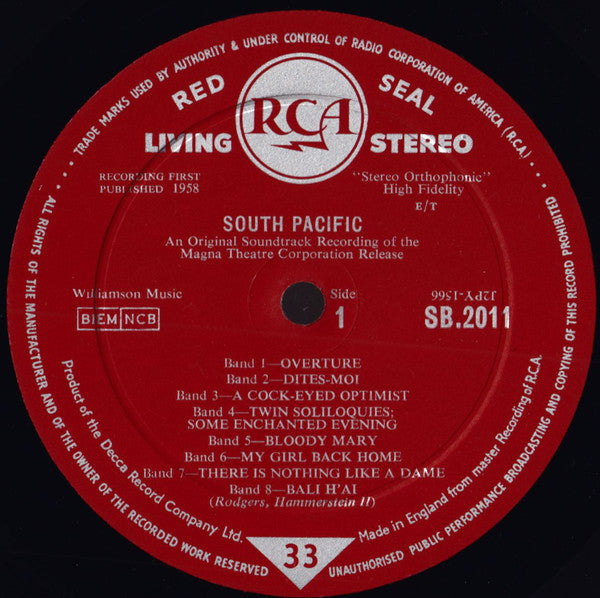 TRADE MARKS USED BY AUTHORITY & UNDER CONTROL OF RADIO CORPORATION OF AMERICA (R.C.A.)
RED SEAL
RCA
LIVING STEREO
RECORDING FIRST
PUBLISHED 1958
"Stereo Orthophonic"
High Fidelity
E/T
SOUTH PACIFIC
An Original Soundtrack Recording of the
Magna Theatre Corporation Release
Williamson Music
BIEM NCB
Side
1
J2PY-1566
SB.2011
Band 1—OVERTURE
Band 2—DITES-MOI
Band 3—A COCK-EYED OPTIMIST
Band 4—TWIN SOLILOQUIES;
SOME ENCHANTED EVENING
Band 5—BLOODY MARY
Band 6—MY GIRL BACK HOME
Band 7—THERE IS NOTHING LIKE A DAME
Band 8—BALI H'AI
(Rodgers, Hammerstein II)
Product of the Decca Record Company Ltd.
Made in England from master Recording of R.C.A.
33
ALL RIGHTS OF THE MANUFACTURER AND OF THE OWNER OF THE RECORDED WORK RESERVED
UNAUTHORISED PUBLIC PERFORMANCE BROADCASTING AND COPYING OF THIS RECORD PROHIBITED